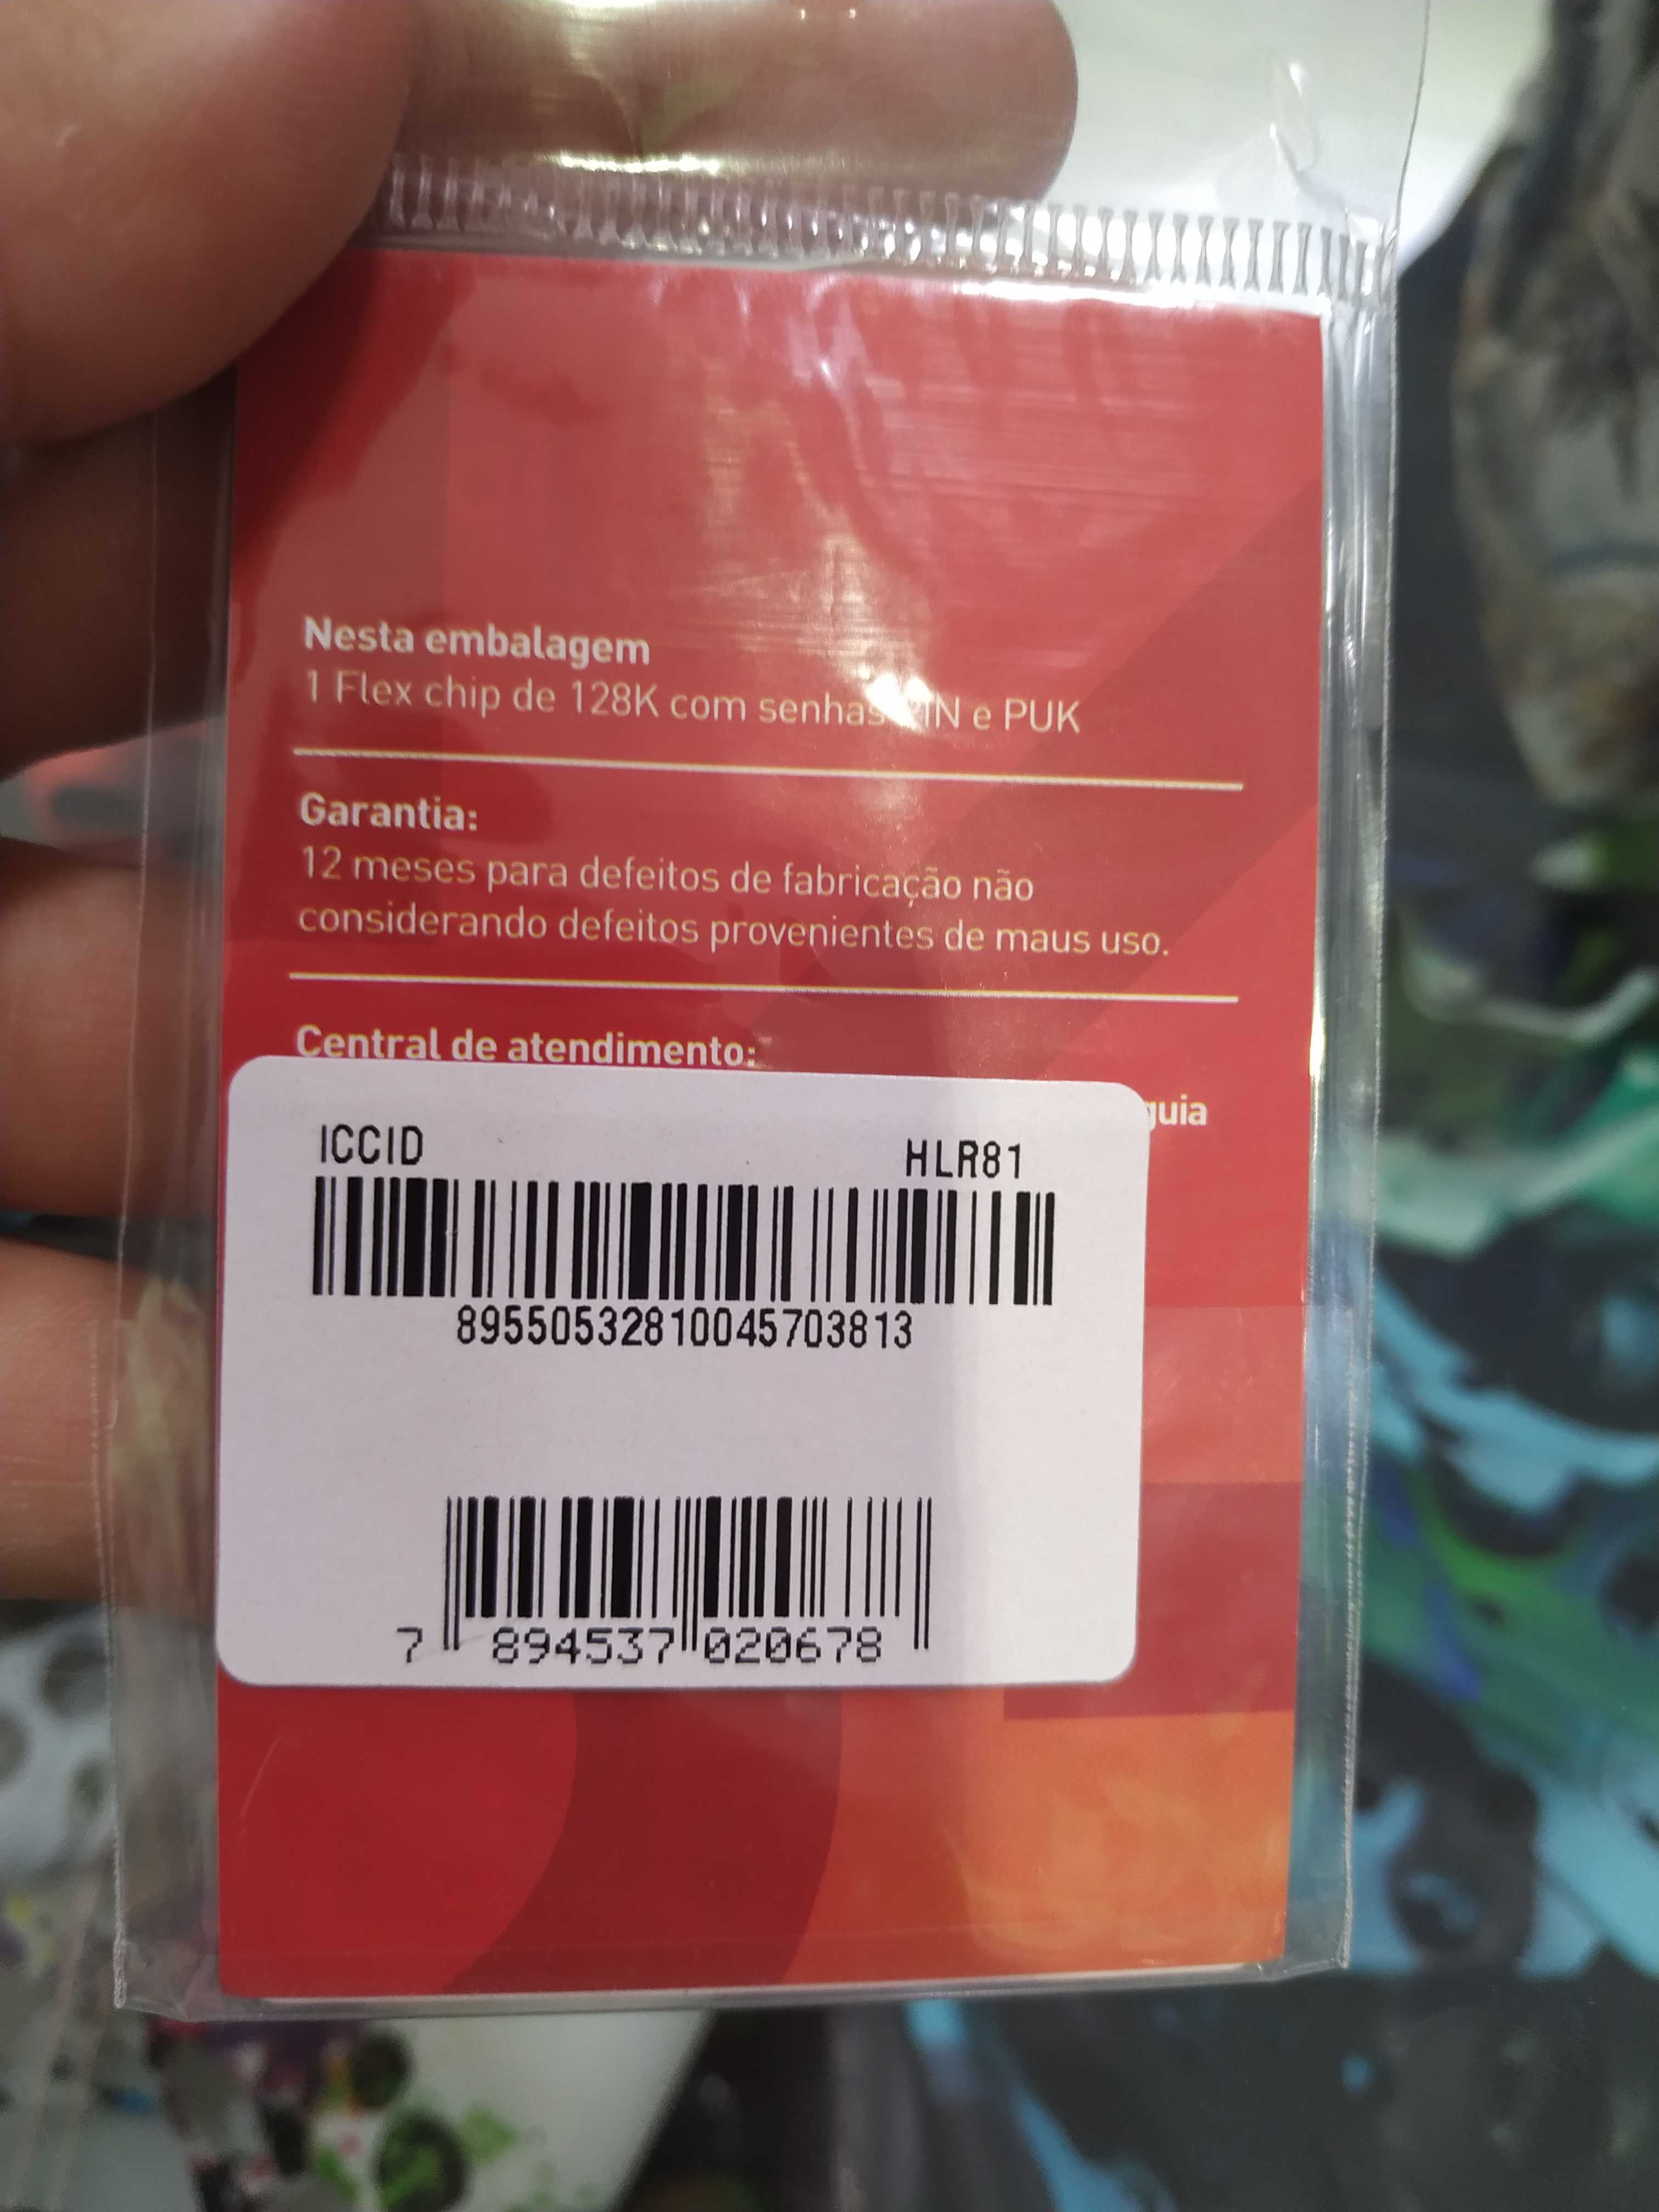 Nesta embalagem
1 Flex chip de 128K com senhas PIN e PUK
Garantia:
12 meses para defeitos de fabricação não
considerando defeitos provenientes de maus uso.
Central de atendimento:
guia
ICCID HLR81
89550532810045703813
7 894537 020678